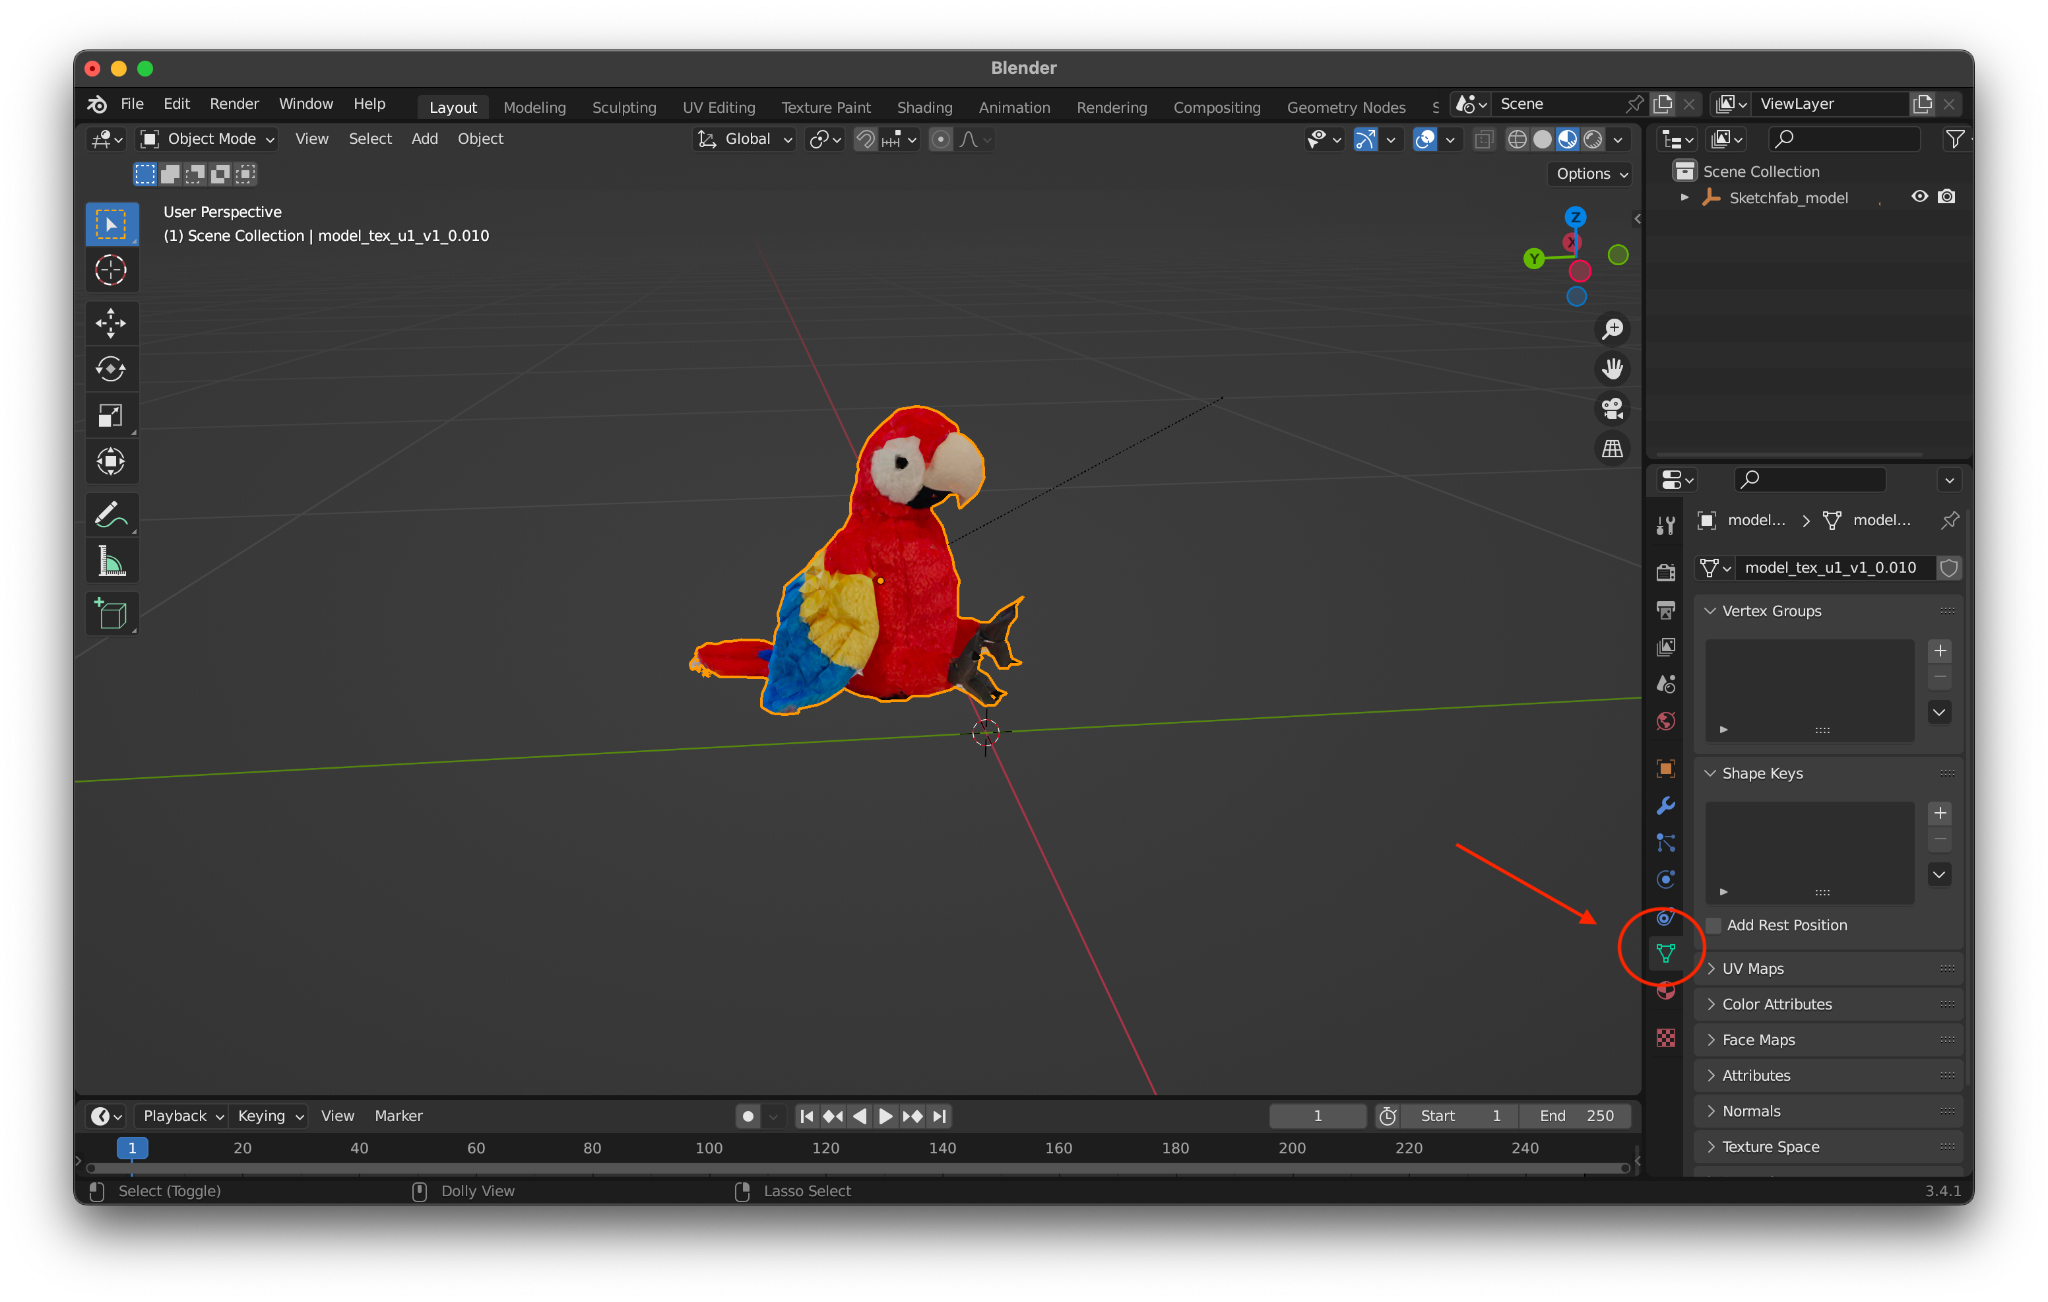 Blender
File Edit Render Window Help Layout Modeling Sculpting UV Editing Texture Paint Shading Animation Rendering Compositing Geometry Nodes S Scene ViewLayer
Object Mode View Select Add Object Global
Options
User Perspective
(1) Scene Collection | model_tex_u1_v1_0.010
Z
X
Y
Scene Collection
Sketchfab_model
model... > model...
model_tex_u1_v1_0.010
Vertex Groups
Shape Keys
Add Rest Position
UV Maps
Color Attributes
Face Maps
Attributes
Normals
Texture Space
Playback Keying View Marker 1 Start 1 End 250
1 20 40 60 80 100 120 140 160 180 200 220 240
Select (Toggle) Dolly View Lasso Select 3.4.1